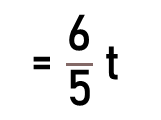 = 6/5 t